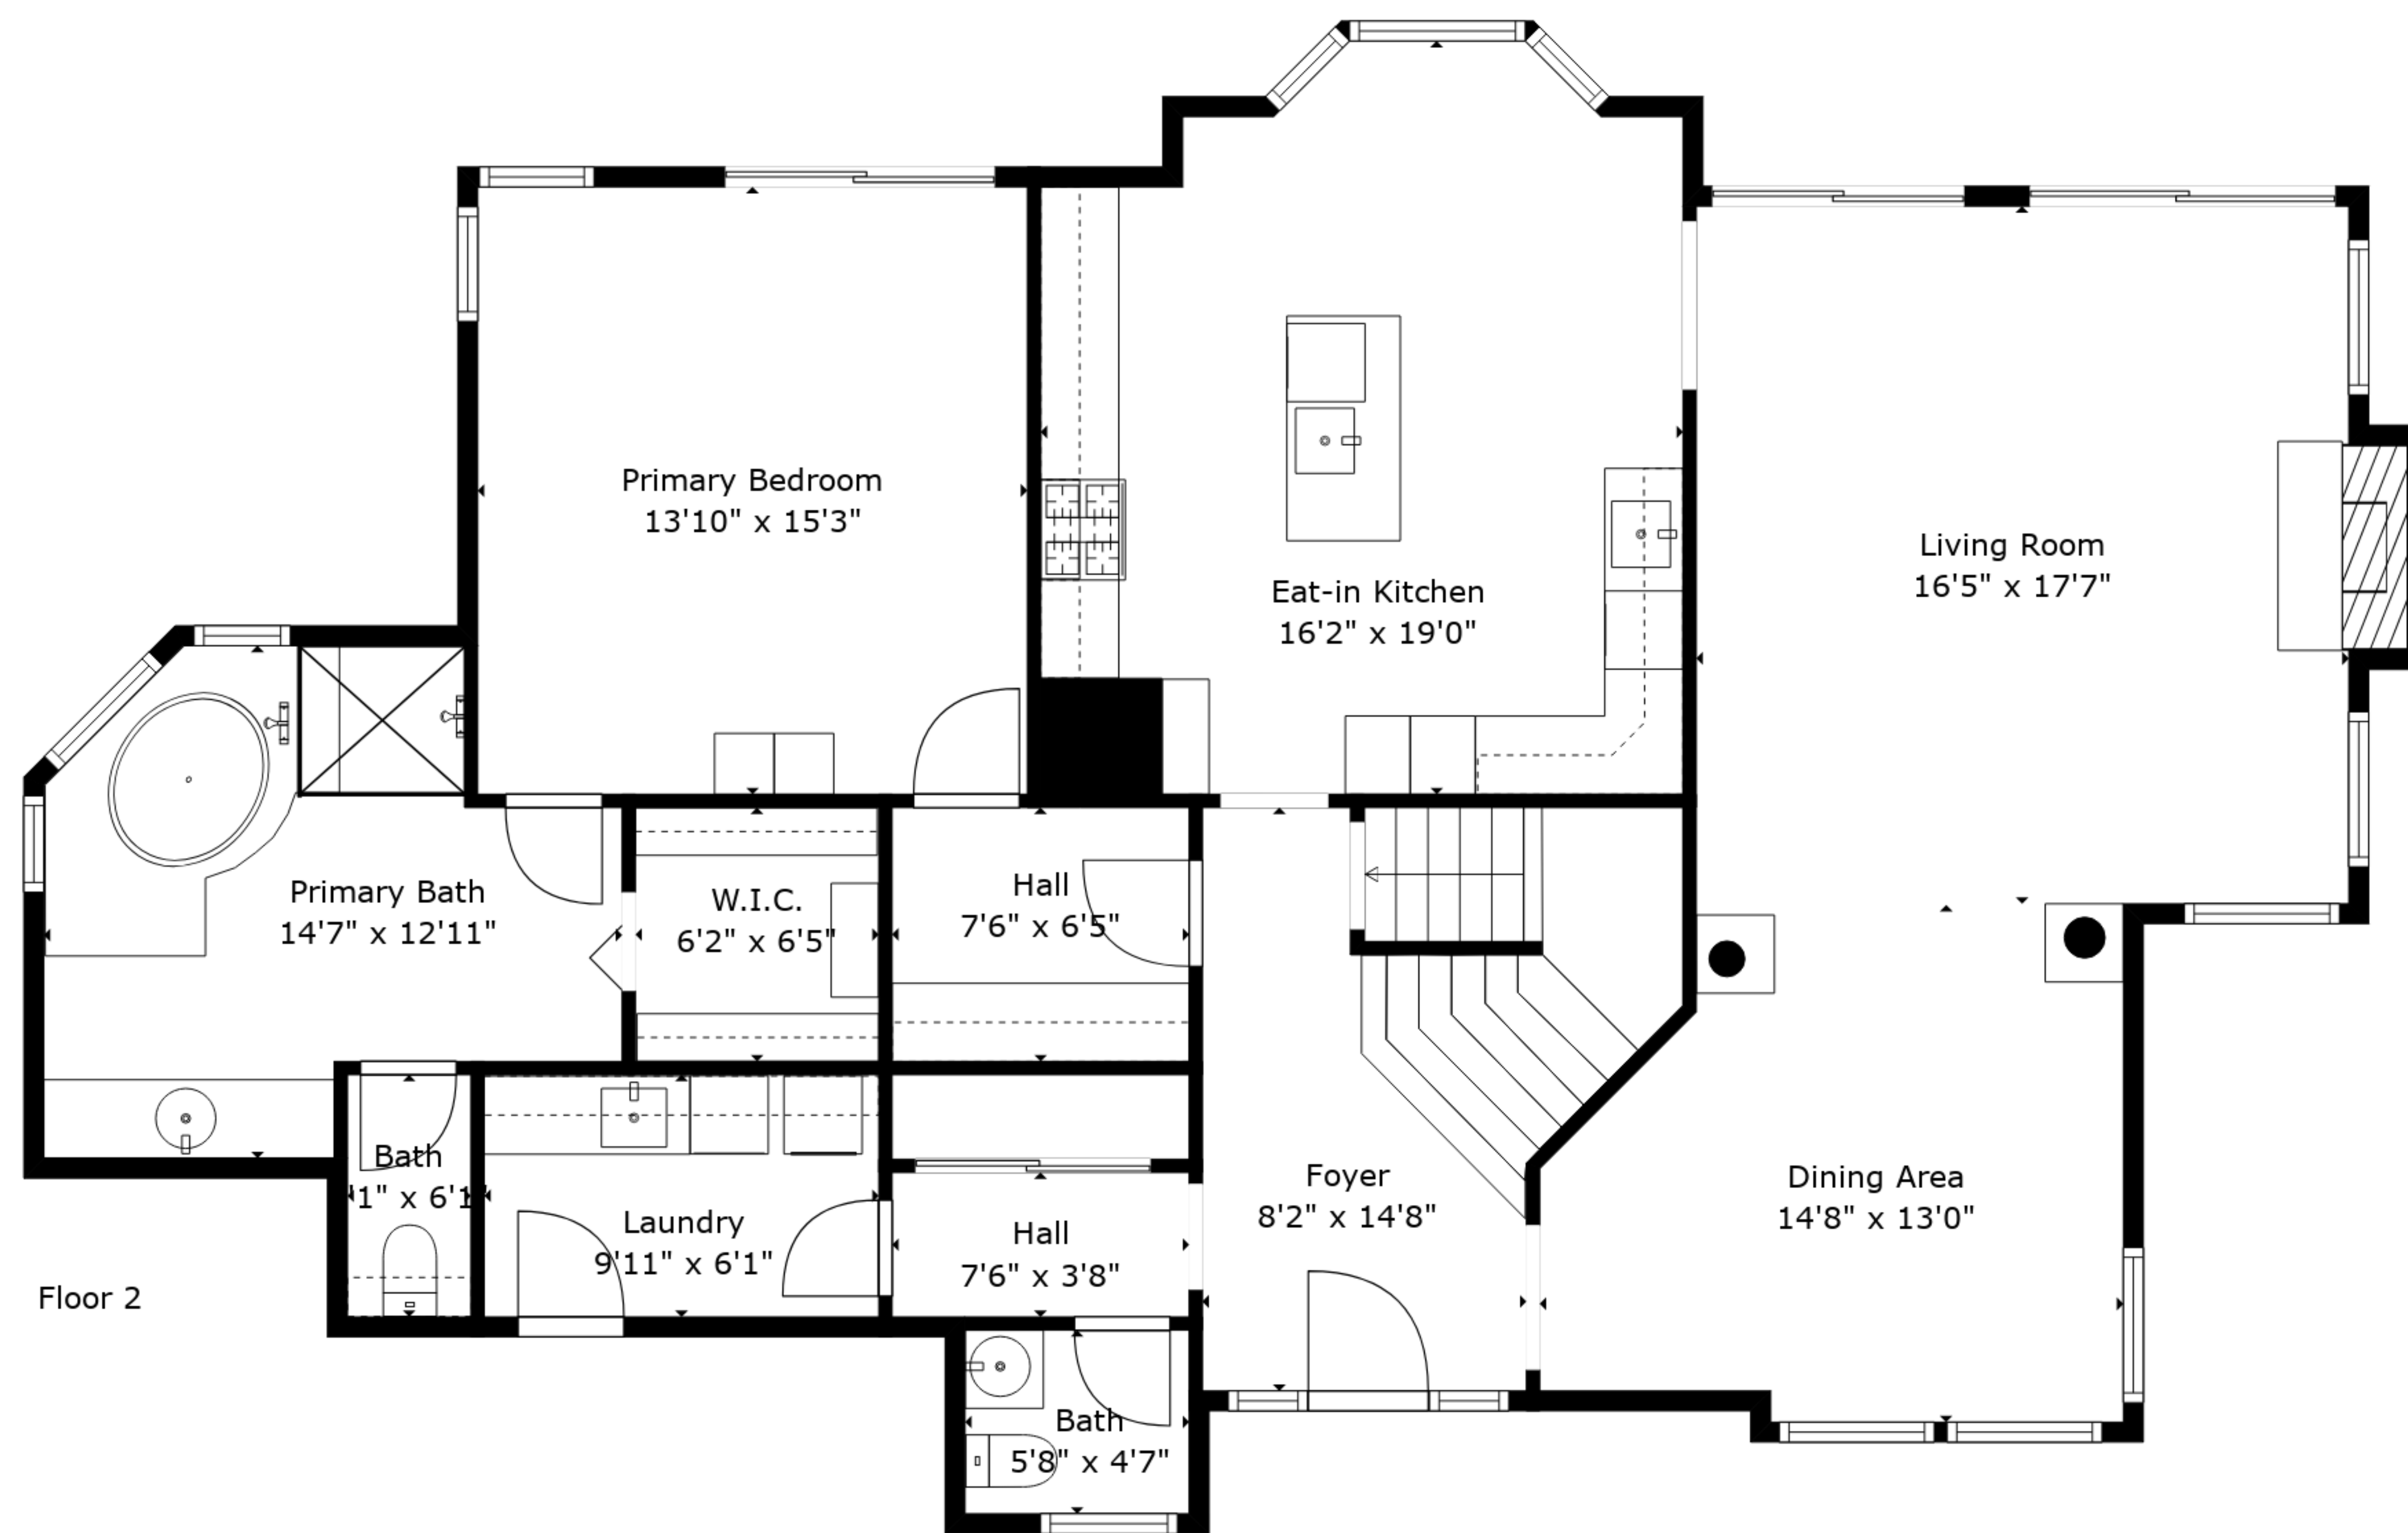 Primary Bedroom
13'10" x 15'3"
Eat-in Kitchen
16'2" x 19'0"
Living Room
16'5" x 17'7"
Primary Bath
14'7" x 12'11"
W.I.C.
6'2" x 6'5"
Hall
7'6" x 6'5"
Bath
'1" x 6'1
Laundry
9'11" x 6'1"
Hall
7'6" x 3'8"
Foyer
8'2" x 14'8"
Dining Area
14'8" x 13'0"
Floor 2
Bath
5'8" x 4'7"